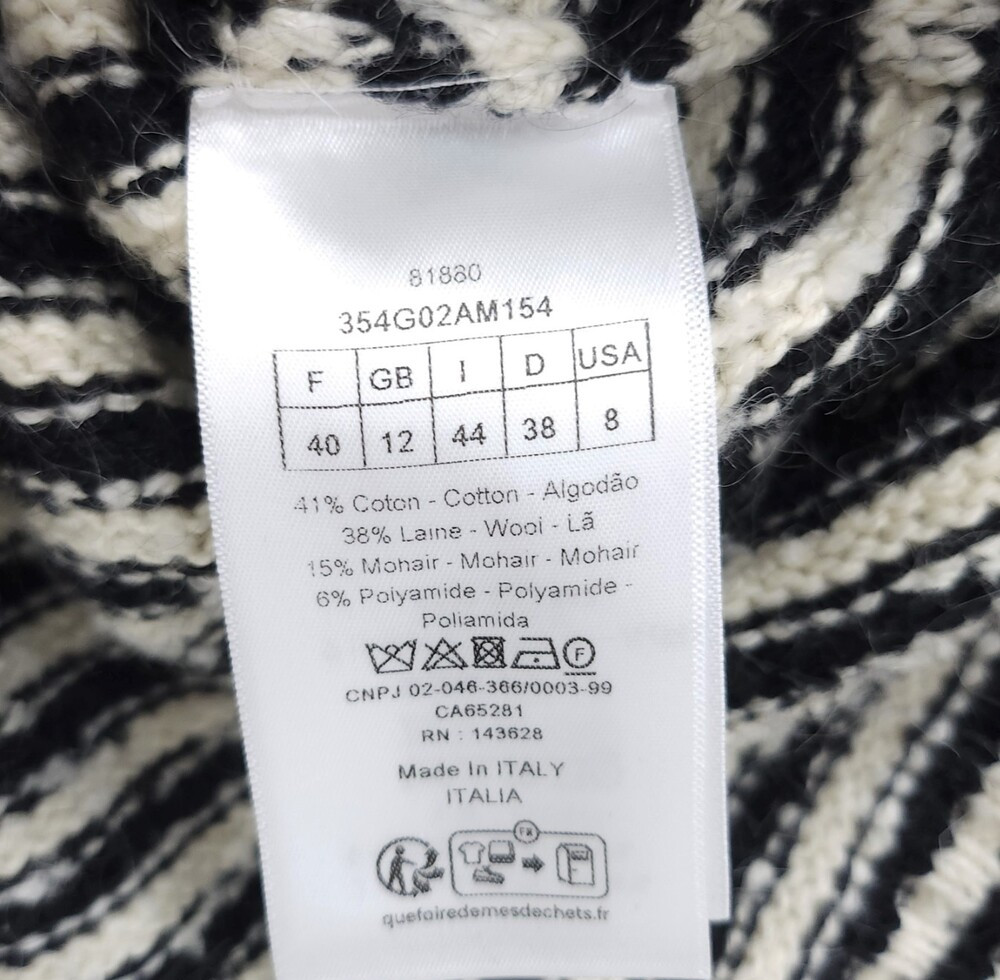 81880
354G02AM154
F GB I D USA
40 12 44 38 8
41% Coton - Cotton - Algodão
38% Laine - Wool - Lã
15% Mohair - Mohair - Mohair
6% Polyamide - Polyamide -
Poliamida
F
CNPJ 02-046-366/0003-99
CA65281
RN : 143628
Made In ITALY
ITALIA
FR
quefairedemesdechets.fr